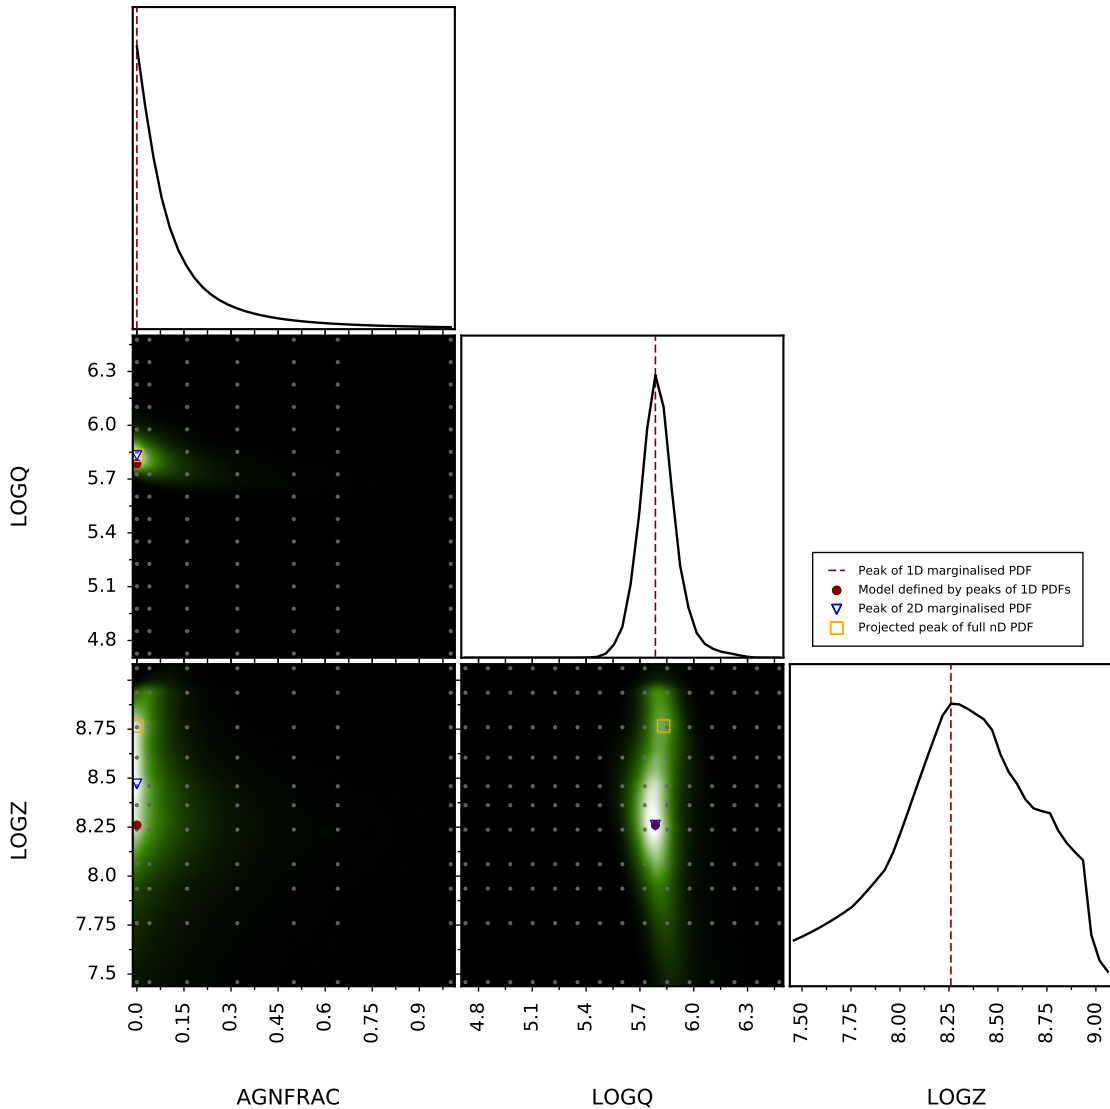 6.3
6.0
5.7
5.4
5.1
4.8
LOGQ
Peak of 1D marginalised PDF
Model defined by peaks of 1D PDFs
Peak of 2D marginalised PDF
Projected peak of full nD PDF
8.75
8.5
8.25
8.0
7.75
7.5
LOGZ
0.0 0.15 0.3 0.45 0.6 0.75 0.9
4.8 5.1 5.4 5.7 6.0 6.3
7.50 7.75 8.00 8.25 8.50 8.75 9.00
AGNFRAC LOGQ LOGZ